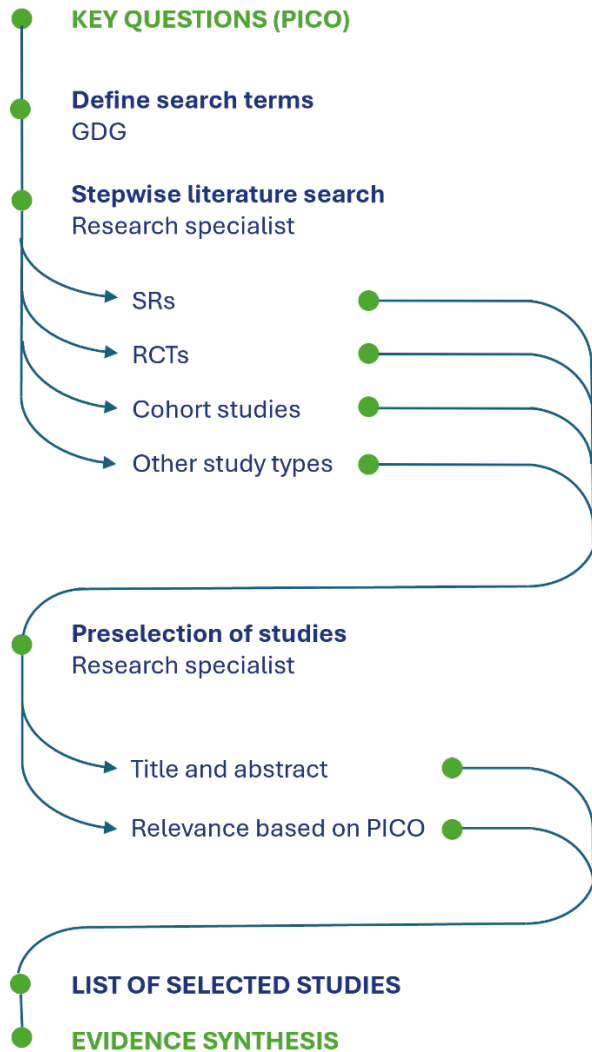 KEY QUESTIONS (PICO)
Define search terms
GDG
Stepwise literature search
Research specialist
SRs
RCTs
Cohort studies
Other study types
Preselection of studies
Research specialist
Title and abstract
Relevance based on PICO
LIST OF SELECTED STUDIES
EVIDENCE SYNTHESIS